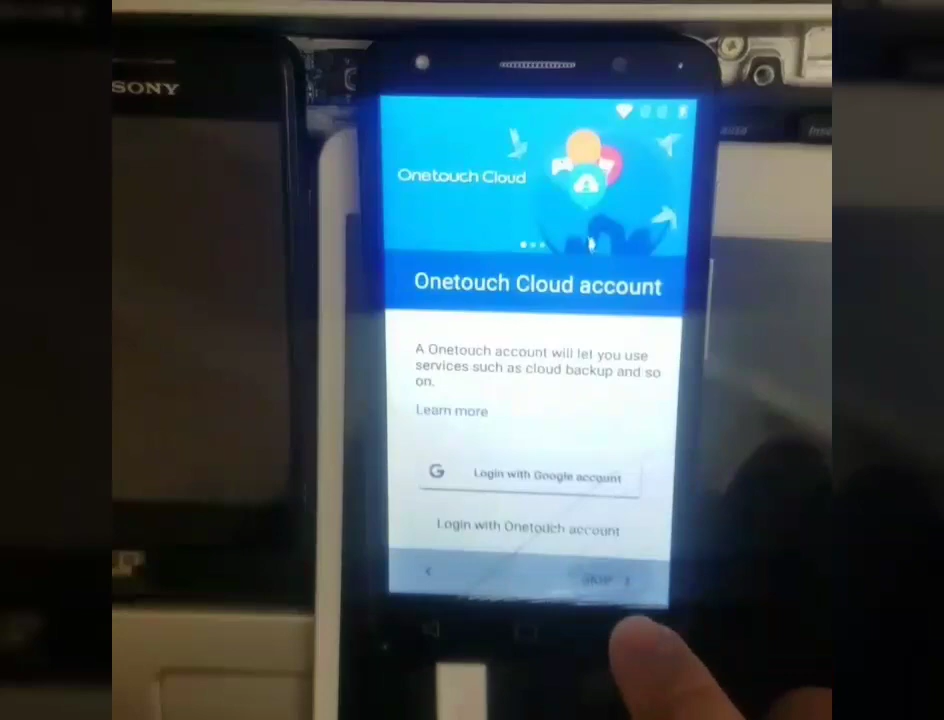 SONY
Onetouch Cloud
Onetouch Cloud account
A Onetouch account will let you use
services such as cloud backup and so
on.
Learn more
G
Login with Google account
Login with Onetouch account
SKIP